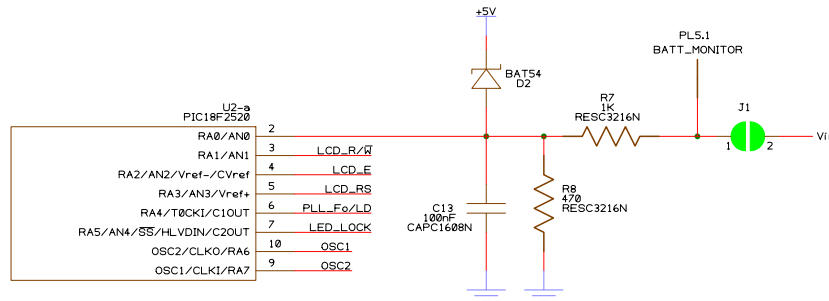 +5V
PL5.1
BATT_MONITOR
BAT54
D2
R7
1K
RESC3216N
J1
1 2
U2-a
PIC18F2520
RA0/AN0 2
RA1/AN1 3 LCD_R/W̅
RA2/AN2/Vref-/CVref 4 LCD_E
RA3/AN3/Vref+ 5 LCD_RS
RA4/T0CKI/C1OUT 6 PLL_Fo/LD
RA5/AN4/S̅S̅/HLVDIN/C2OUT 7 LED_LOCK
OSC2/CLKO/RA6 10 OSC1
OSC1/CLKI/RA7 9 OSC2
C13
100nF
CAPC1608N
R8
470
RESC3216N